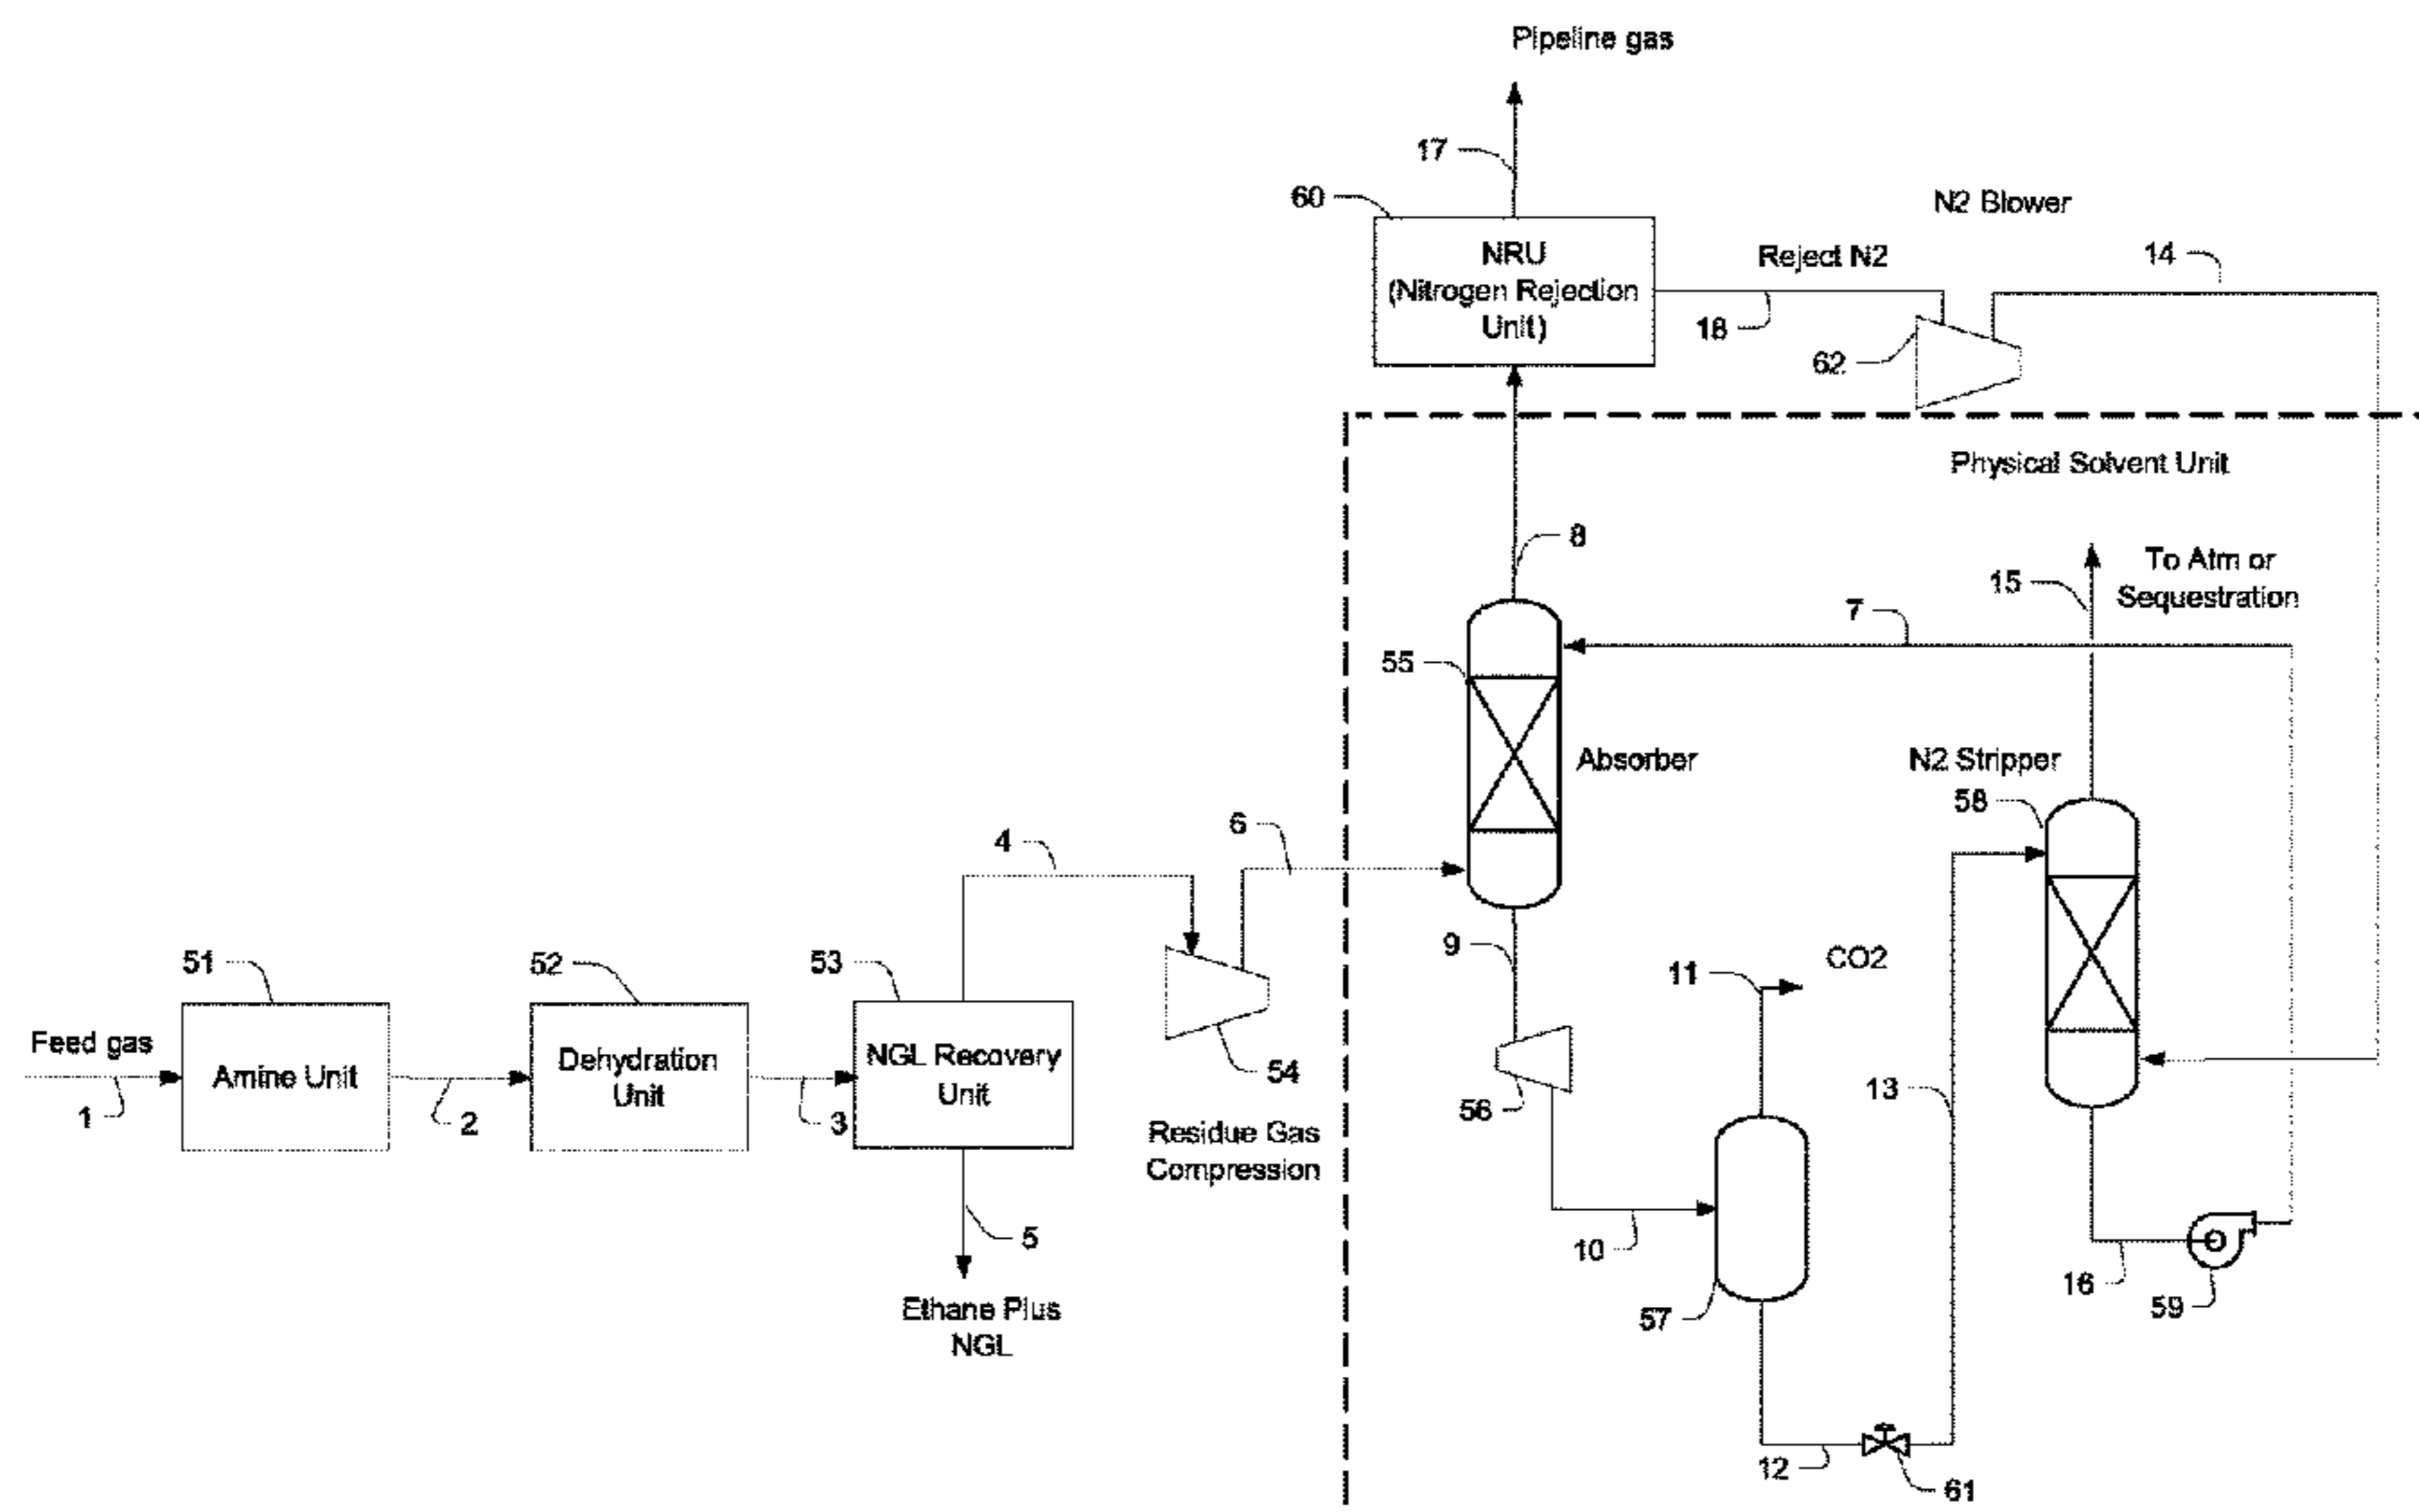 Pipeline gas
17
60
N2 Blower
NRU
(Nitrogen Rejection
Unit)
Reject N2
14
18
62
Physical Solvent Unit
8
To Atm or
Sequestration
15
7
55
Absorber
N2 Stripper
58
6
4
9
11
CO2
51
52
53
Feed gas
Amine Unit
Dehydration
Unit
NGL Recovery
Unit
54
56
13
1
2
3
Residue Gas
Compression
5
10
16
59
57
Ethane Plus
NGL
12
61